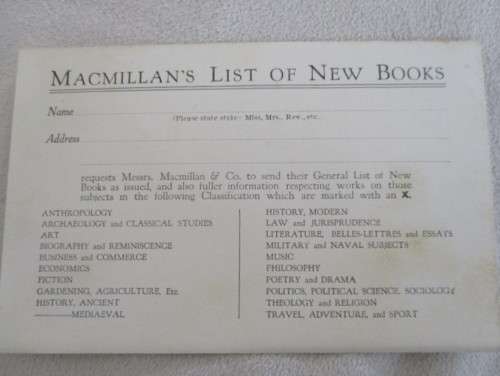 MACMILLAN'S LIST OF NEW BOOKS
Name
(Please state style: Miss, Mrs., Rev., etc.
Address
requests Messrs. Macmillan & Co. to send their General List of New
Books as issued, and also fuller information respecting works on those
subjects in the following Classification which are marked with an X.
ANTHROPOLOGY
ARCHAEOLOGY and CLASSICAL STUDIES
ART
BIOGRAPHY and REMINISCENCE
BUSINESS and COMMERCE
ECONOMICS
FICTION
GARDENING, AGRICULTURE, Etc.
HISTORY, ANCIENT
———MEDIAEVAL
HISTORY, MODERN
LAW and JURISPRUDENCE
LITERATURE, BELLES-LETTRES and ESSAYS
MILITARY and NAVAL SUBJECTS
MUSIC
PHILOSOPHY
POETRY and DRAMA
POLITICS, POLITICAL SCIENCE, SOCIOLOGY
THEOLOGY and RELIGION
TRAVEL, ADVENTURE, and SPORT